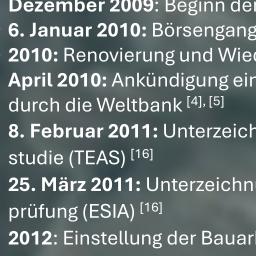 Dezember 2009: Beginn der
6. Januar 2010: Börsengang
2010: Renovierung und Wied
April 2010: Ankündigung ein
durch die Weltbank [4], [5]
8. Februar 2011: Unterzeich
studie (TEAS) [16]
25. März 2011: Unterzeichnu
prüfung (ESIA) [16]
2012: Einstellung der Bauar